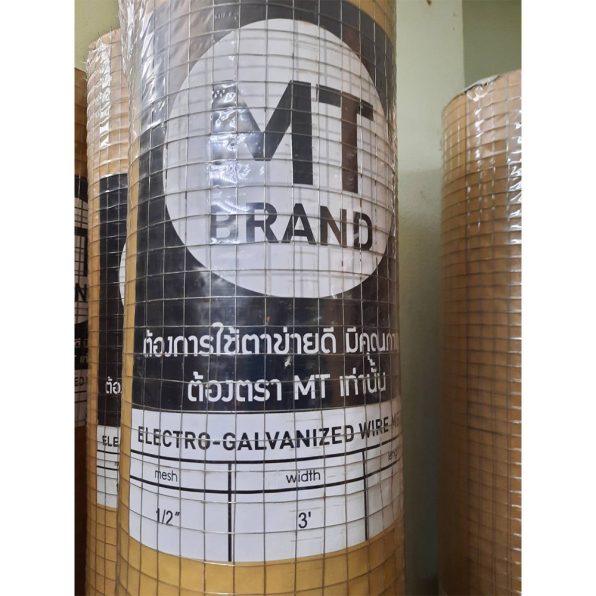 MT
BRAND
ต้องการใช้ตาข่ายดี มีคุณภาพ
ต้องตรา MT เท่านั้น
ELECTRO-GALVANIZED WIRE
mesh width
1/2" 3'